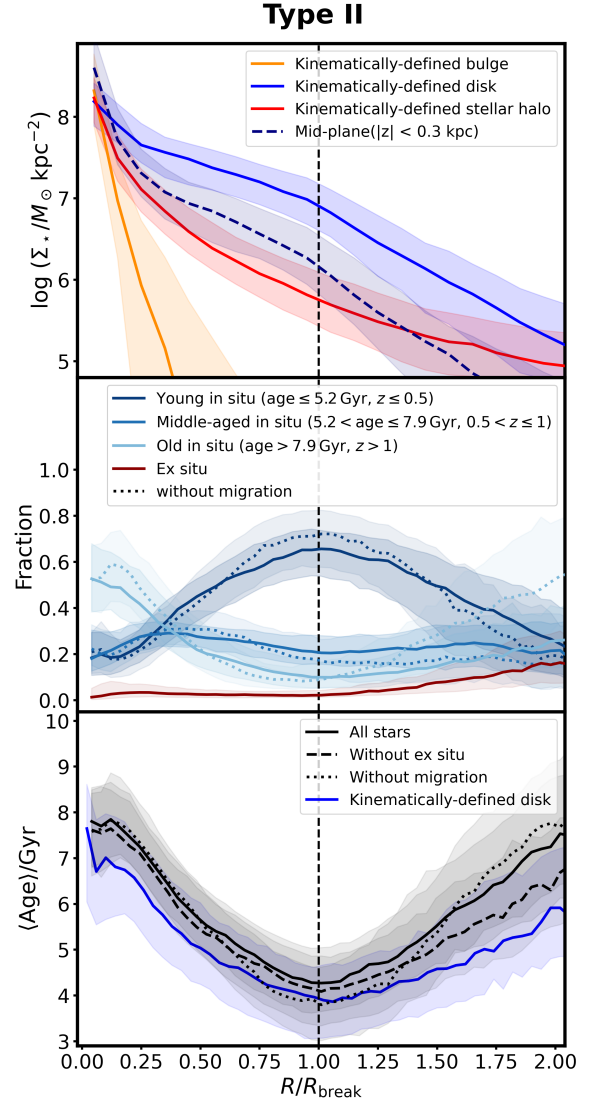 Type II
Kinematically-defined bulge
Kinematically-defined disk
Kinematically-defined stellar halo
Mid-plane(|z| < 0.3 kpc)
log (Σ⋆/M⊙ kpc⁻²)
8
7
6
5
Young in situ (age ≤ 5.2 Gyr, z ≤ 0.5)
Middle-aged in situ (5.2 < age ≤ 7.9 Gyr, 0.5 < z ≤ 1)
Old in situ (age > 7.9 Gyr, z > 1)
Ex situ
without migration
Fraction
1.0
0.8
0.6
0.4
0.2
0.0
All stars
Without ex situ
Without migration
Kinematically-defined disk
⟨Age⟩/Gyr
10
9
8
7
6
5
4
3
0.00 0.25 0.50 0.75 1.00 1.25 1.50 1.75 2.00
R/R_break